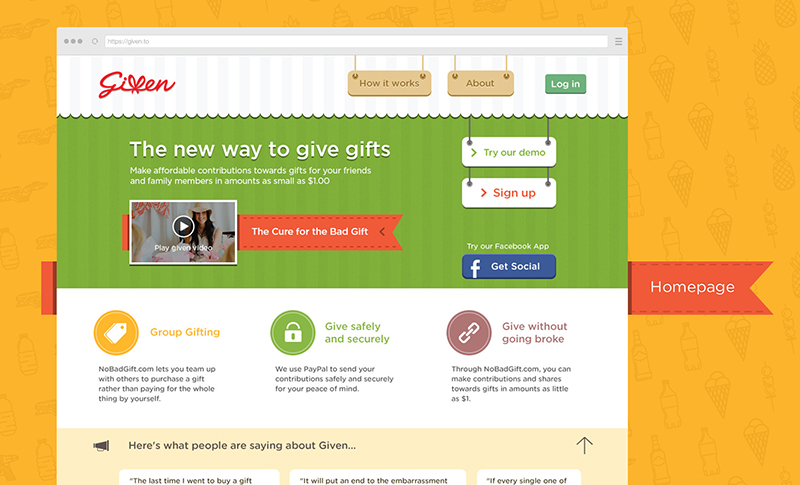 https://given.to
Given
How it works
About
Log in
The new way to give gifts
Make affordable contributions towards gifts for your friends
and family members in amounts as small as $1.00
Try our demo
Sign up
Play given video
The Cure for the Bad Gift
Try our Facebook App
f Get Social
Homepage
Group Gifting
NoBadGift.com lets you team up
with others to purchase a gift
rather than paying for the whole
thing by yourself.
Give safely
and securely
We use PayPal to send your
contributions safely and securely
for your peace of mind.
Give without
going broke
Through NoBadGift.com, you can
make contributions and shares
towards gifts in amounts as little
as $1.
Here's what people are saying about Given...
"The last time I went to buy a gift
"It will put an end to the embarrassment
"If every single one of